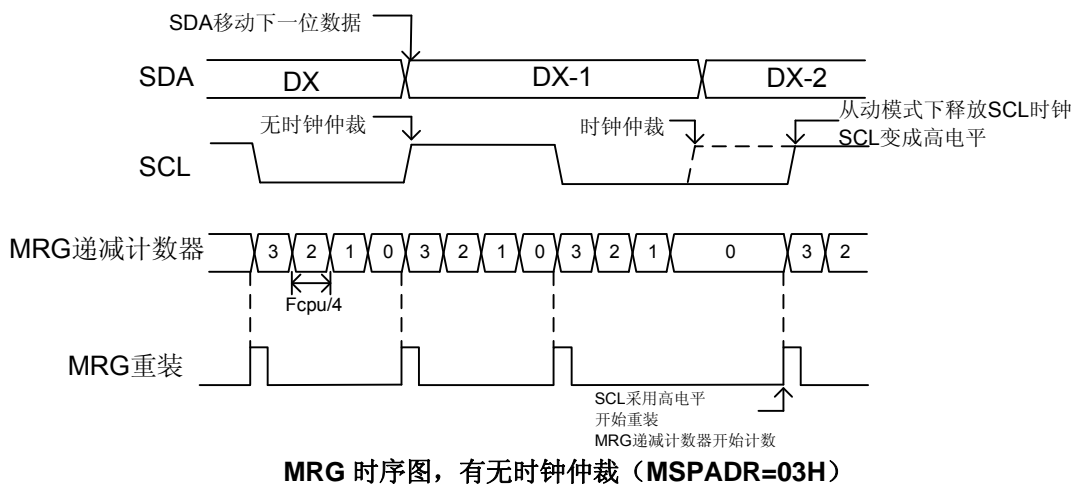 SDA移动下一位数据
SDA
DX
DX-1
DX-2
无时钟仲裁
时钟仲裁
从动模式下释放SCL时钟
SCL变成高电平
SCL
MRG递减计数器
3 2 1 0 3 2 1 0 3 2 1 0 3 2
Fcpu/4
MRG重装
SCL采用高电平
开始重装
MRG递减计数器开始计数
MRG 时序图，有无时钟仲裁（MSPADR=03H）